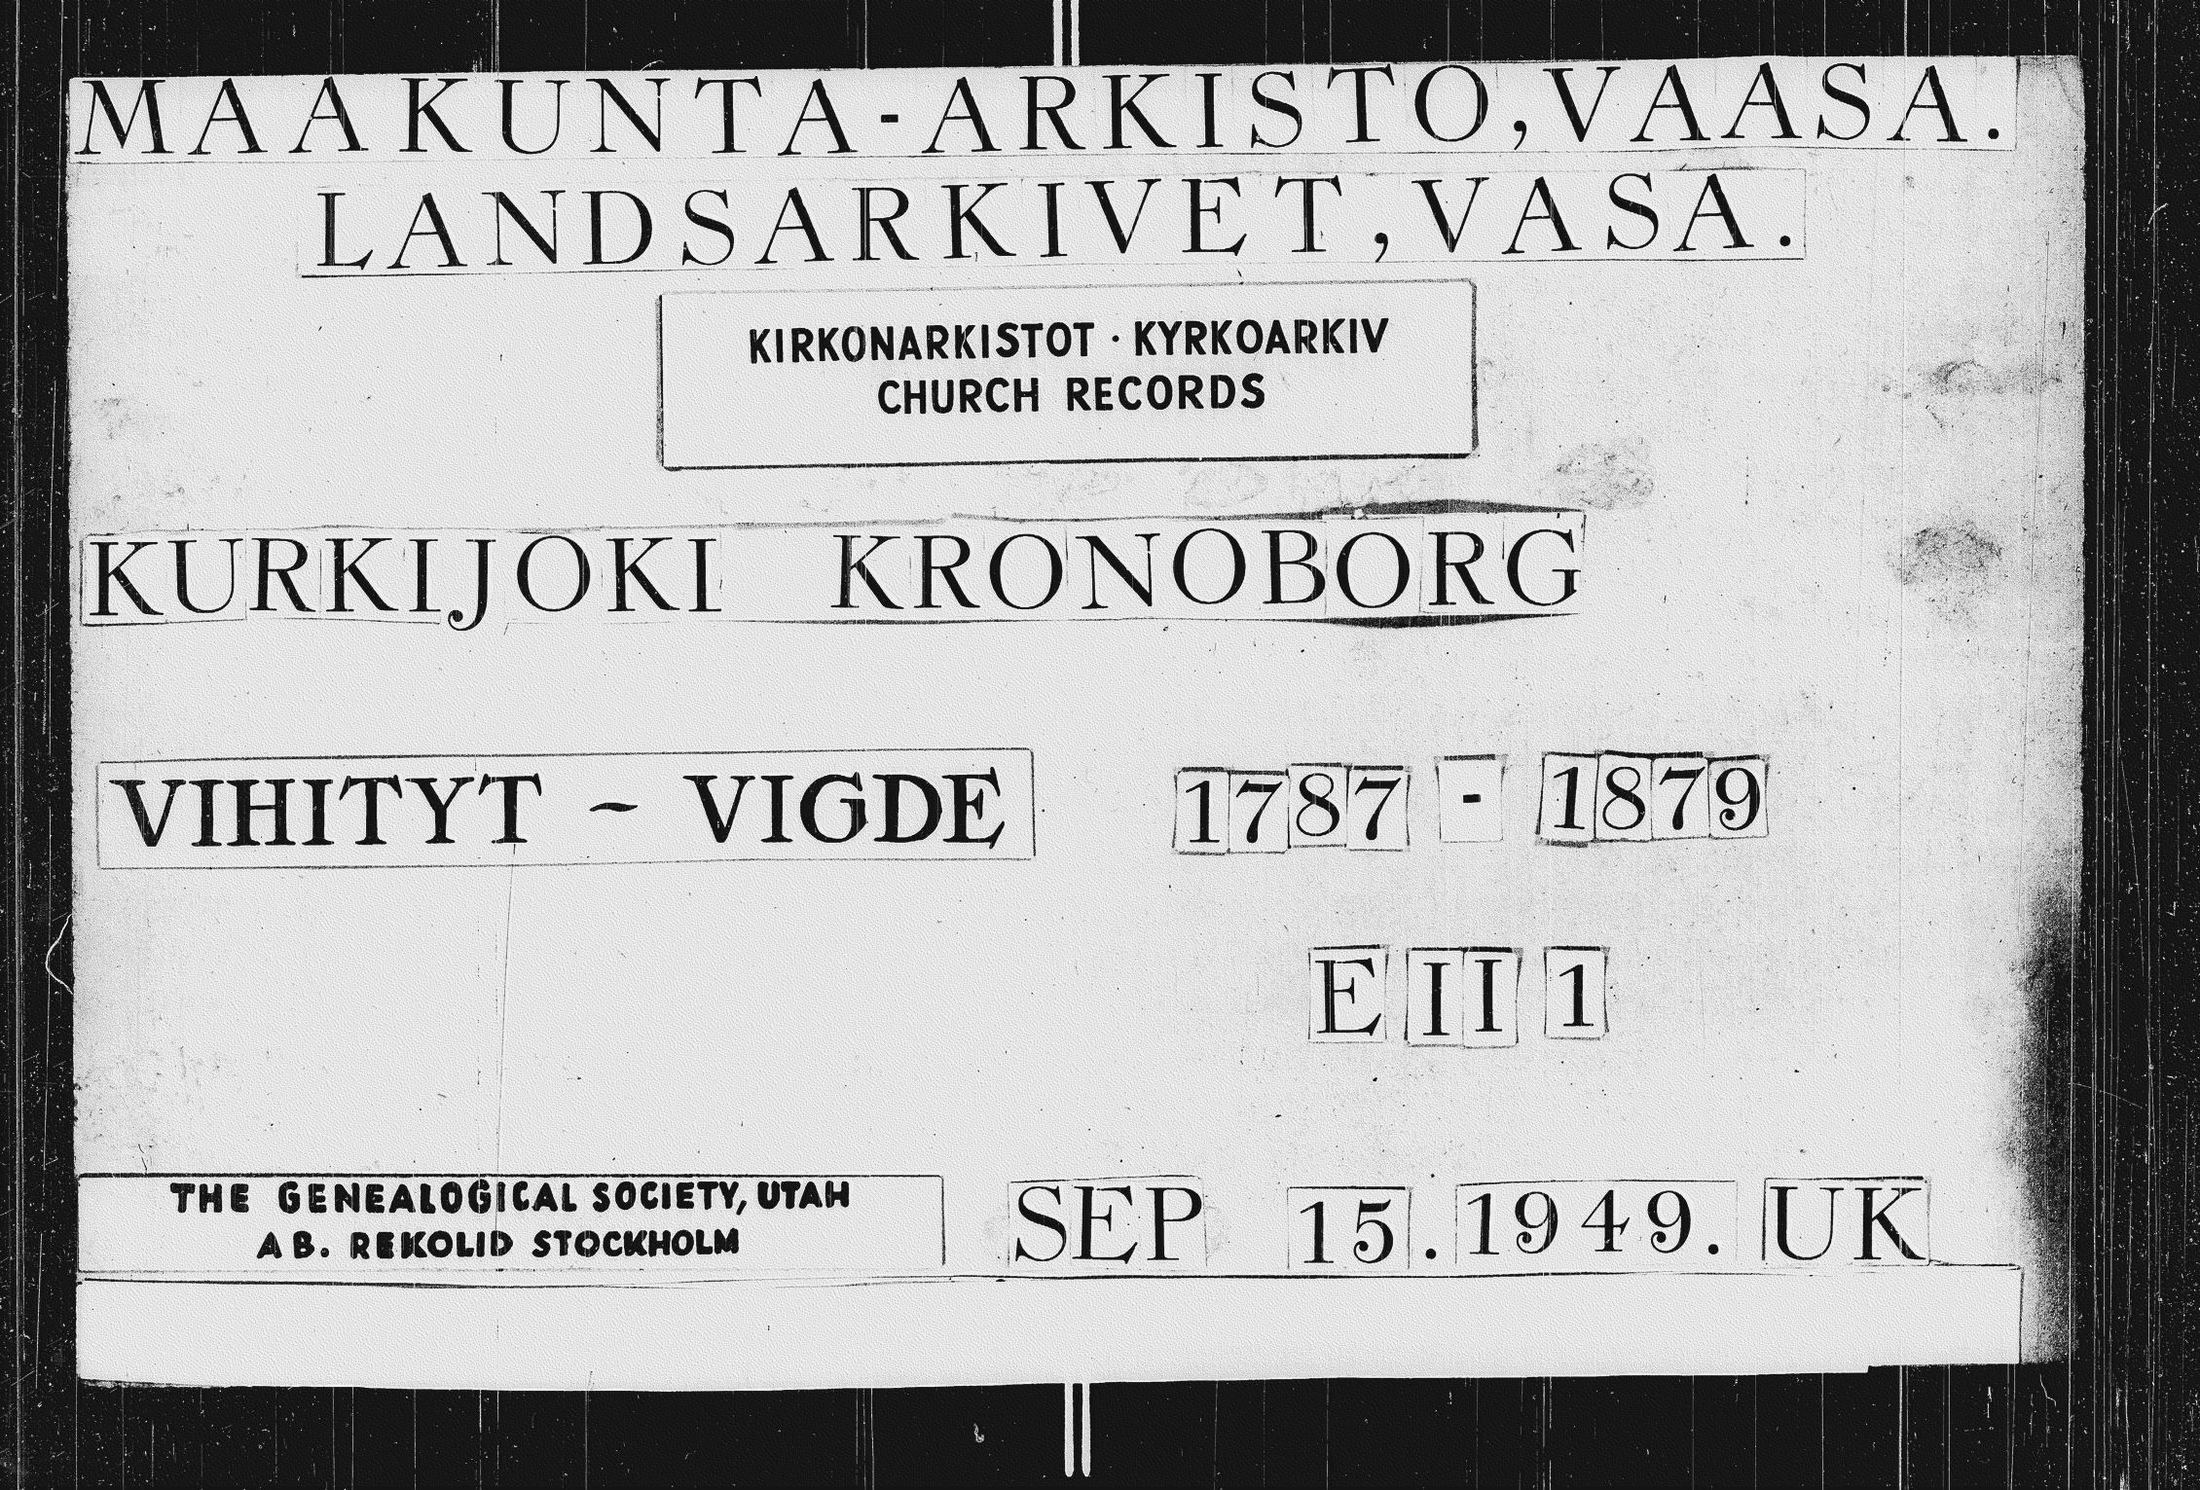 MAAKUNTA-ARKISTO, VAASA.
LANDSARKIVET, VASA.
KIRKONARKISTOT · KYRKOARKIV
CHURCH RECORDS
KURKIJOKI KRONOBORG
VIHITYT ~ VIGDE 1787 - 1879
E II 1
THE GENEALOGICAL SOCIETY, UTAH
AB. REKOLID STOCKHOLM
SEP 15. 1949. UK